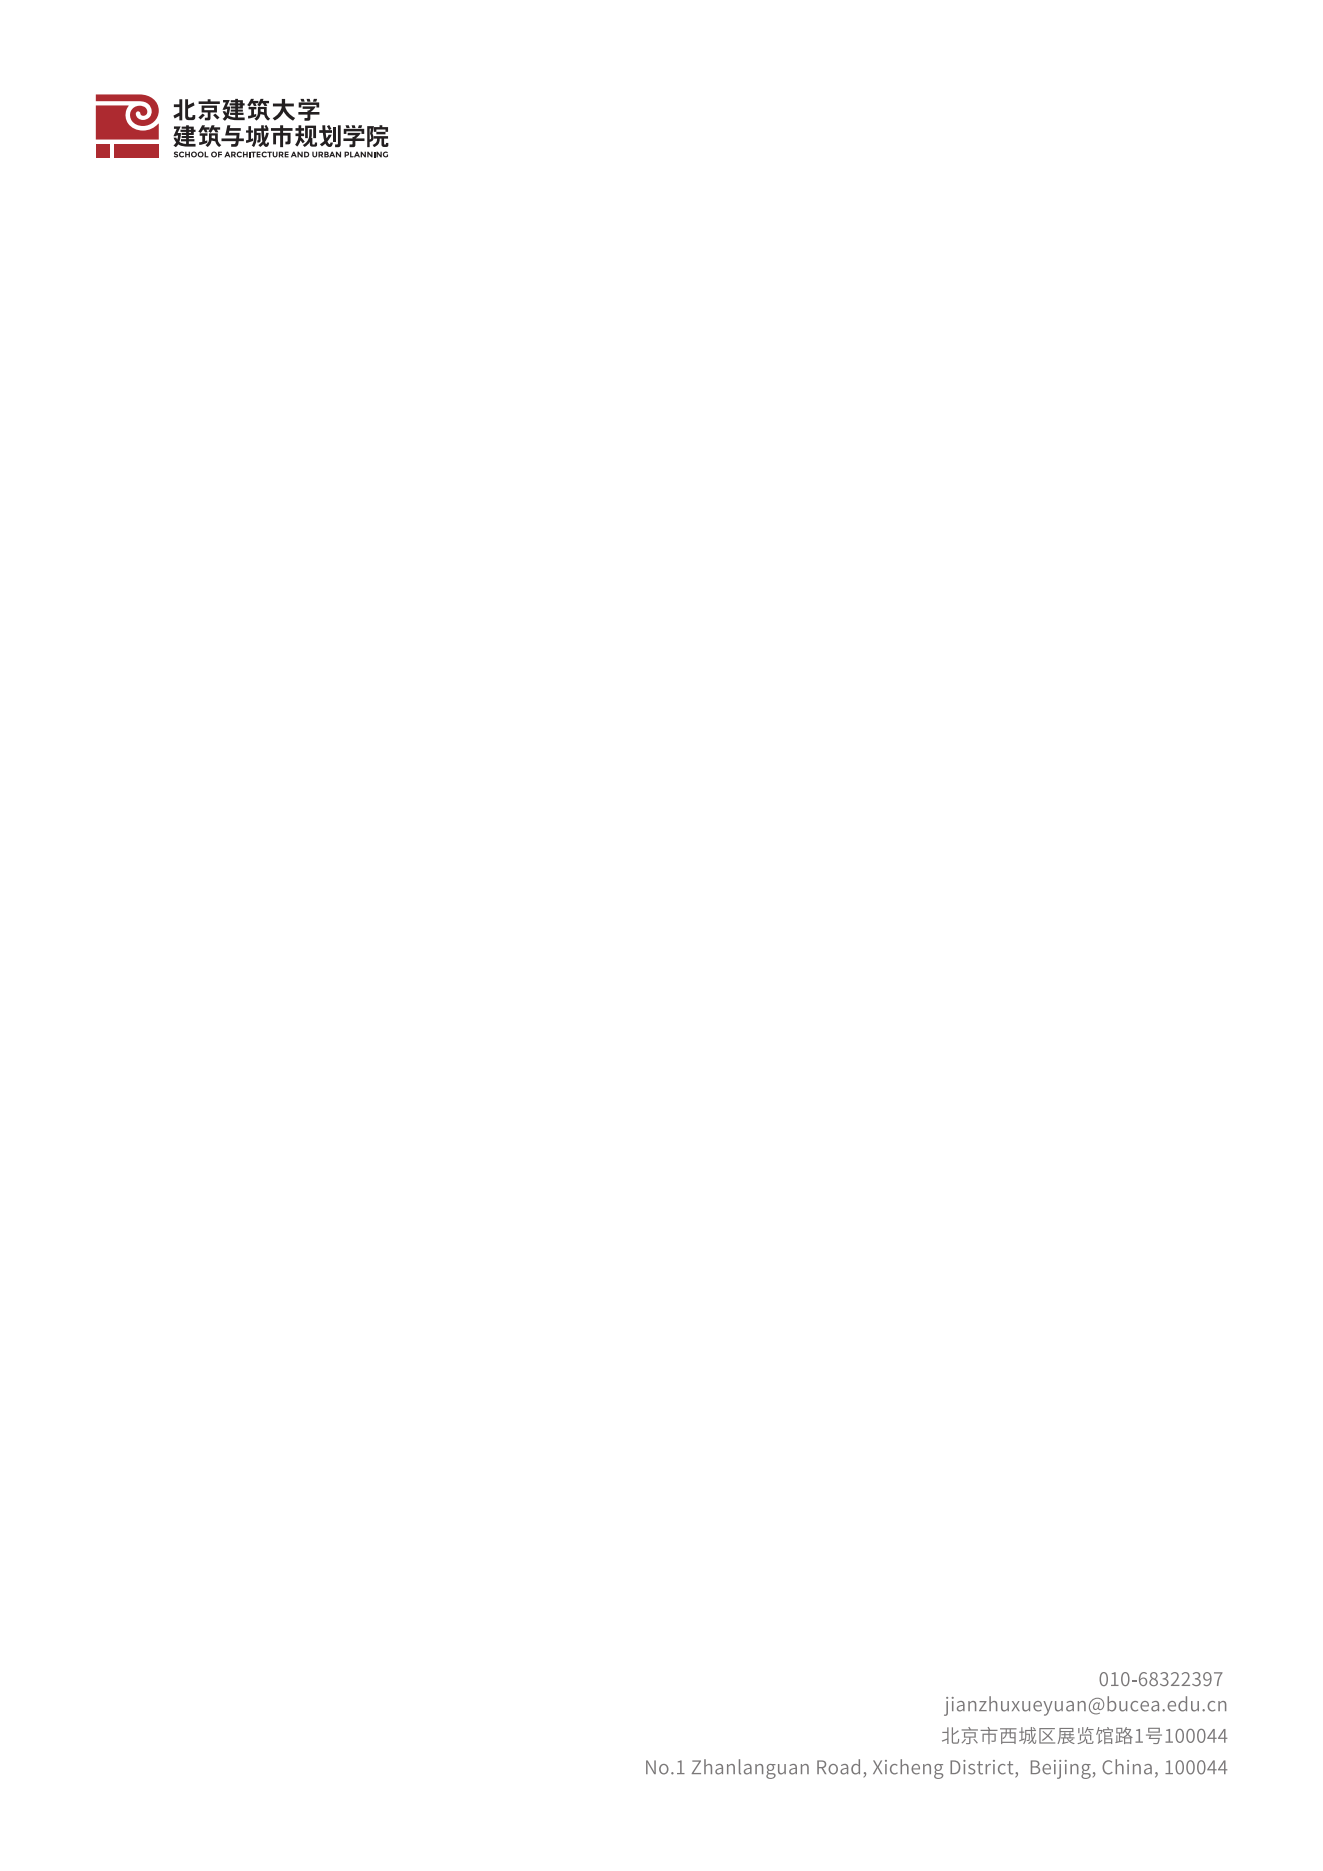 北京建筑大学
建筑与城市规划学院
SCHOOL OF ARCHITECTURE AND URBAN PLANNING
010-68322397
jianzhuxueyuan@bucea.edu.cn
北京市西城区展览馆路1号100044
No.1 Zhanlanguan Road, Xicheng District,  Beijing, China, 100044